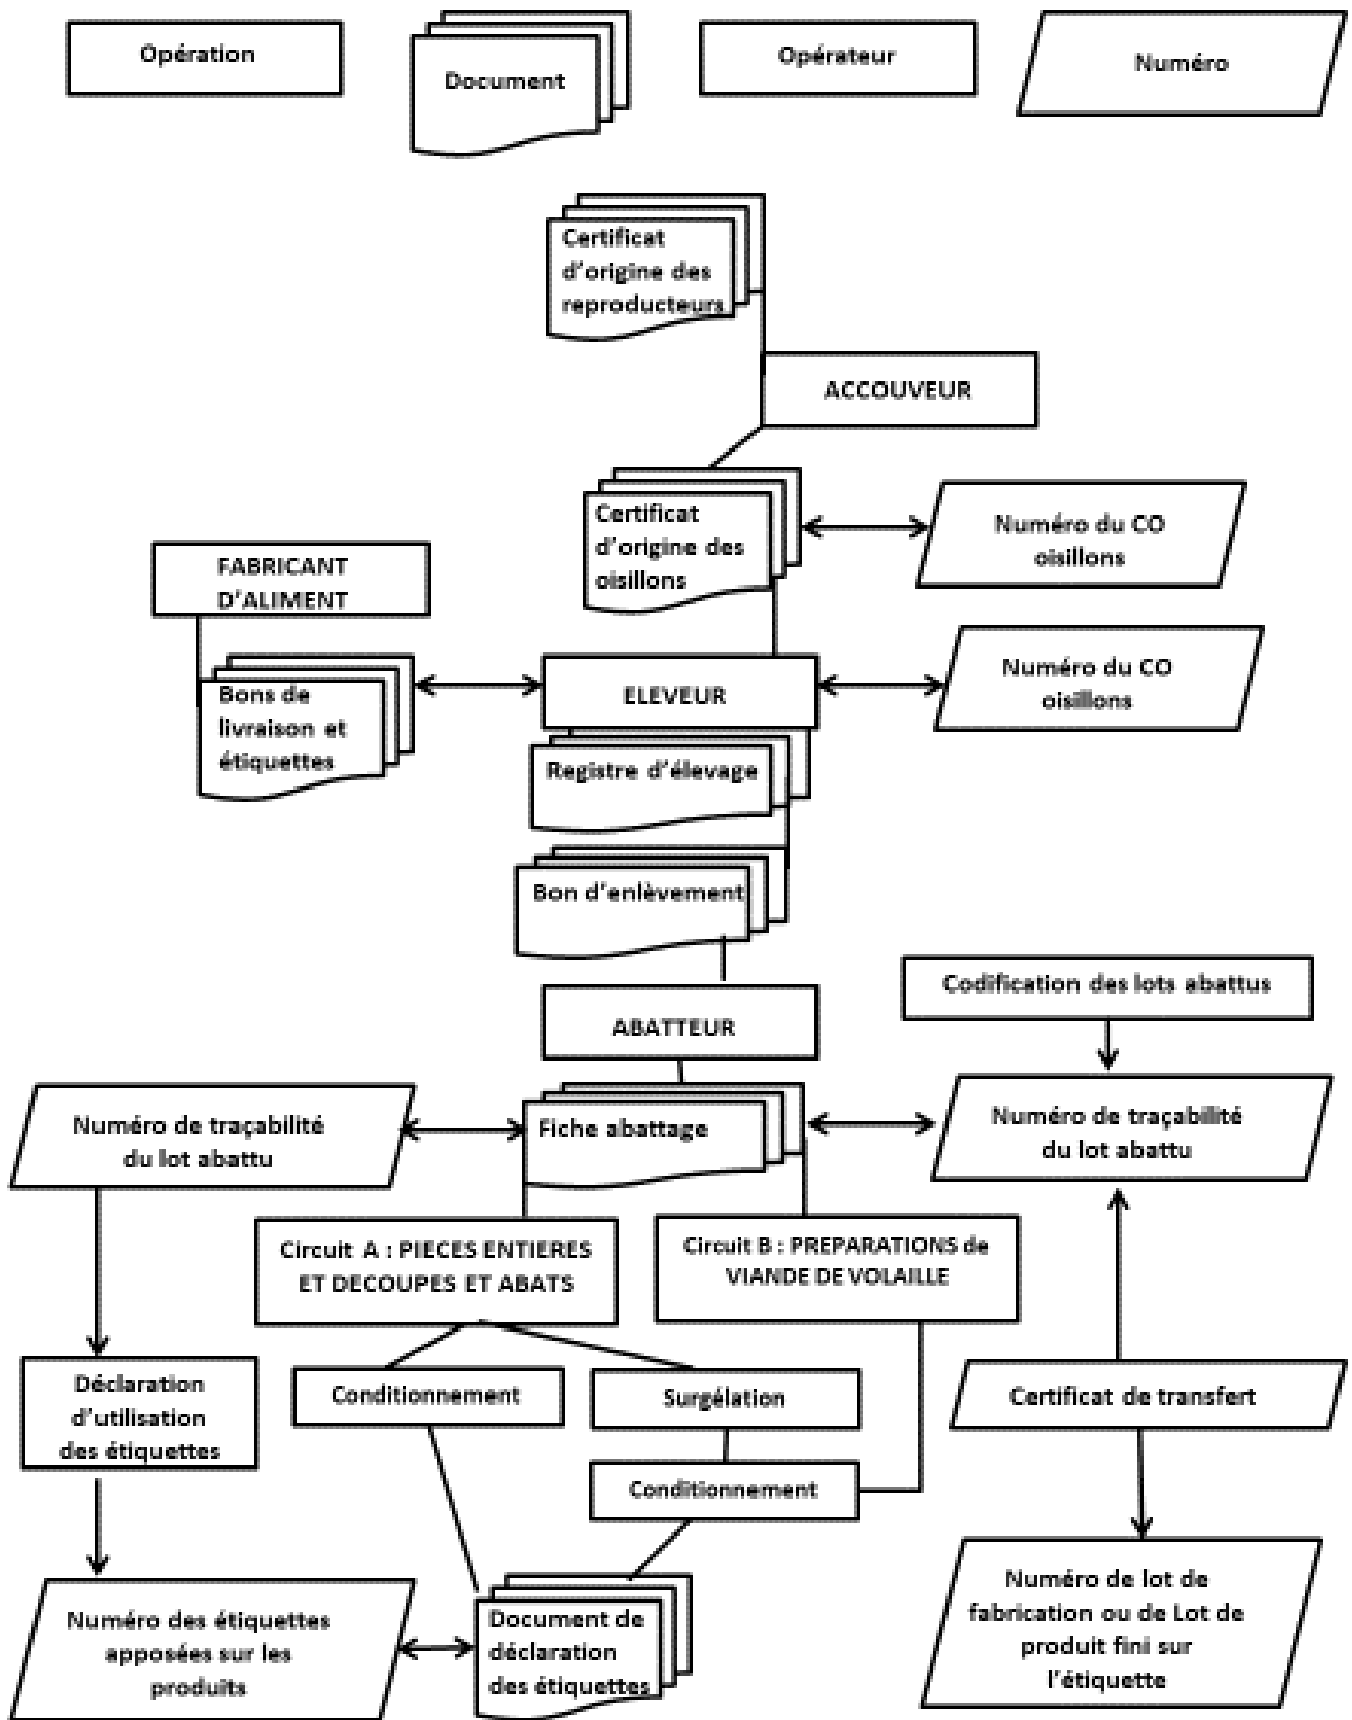 Opération
Document
Opérateur
Numéro
Certificat
d'origine des
reproducteurs
ACCOUVEUR
Certificat
d'origine des
oisillons
Numéro du CO
oisillons
FABRICANT
D'ALIMENT
Bons de
livraison et
étiquettes
ELEVEUR
Numéro du CO
oisillons
Registre d'élevage
Bon d'enlèvement
Codification des lots abattus
ABATTEUR
Numéro de traçabilité
du lot abattu
Fiche abattage
Numéro de traçabilité
du lot abattu
Circuit A : PIECES ENTIERES
ET DECOUPES ET ABATS
Circuit B : PREPARATIONS de
VIANDE DE VOLAILLE
Déclaration
d'utilisation
des étiquettes
Conditionnement
Surgélation
Certificat de transfert
Conditionnement
Numéro des étiquettes
apposées sur les
produits
Document de
déclaration
des étiquettes
Numéro de lot de
fabrication ou de Lot de
produit fini sur
l'étiquette